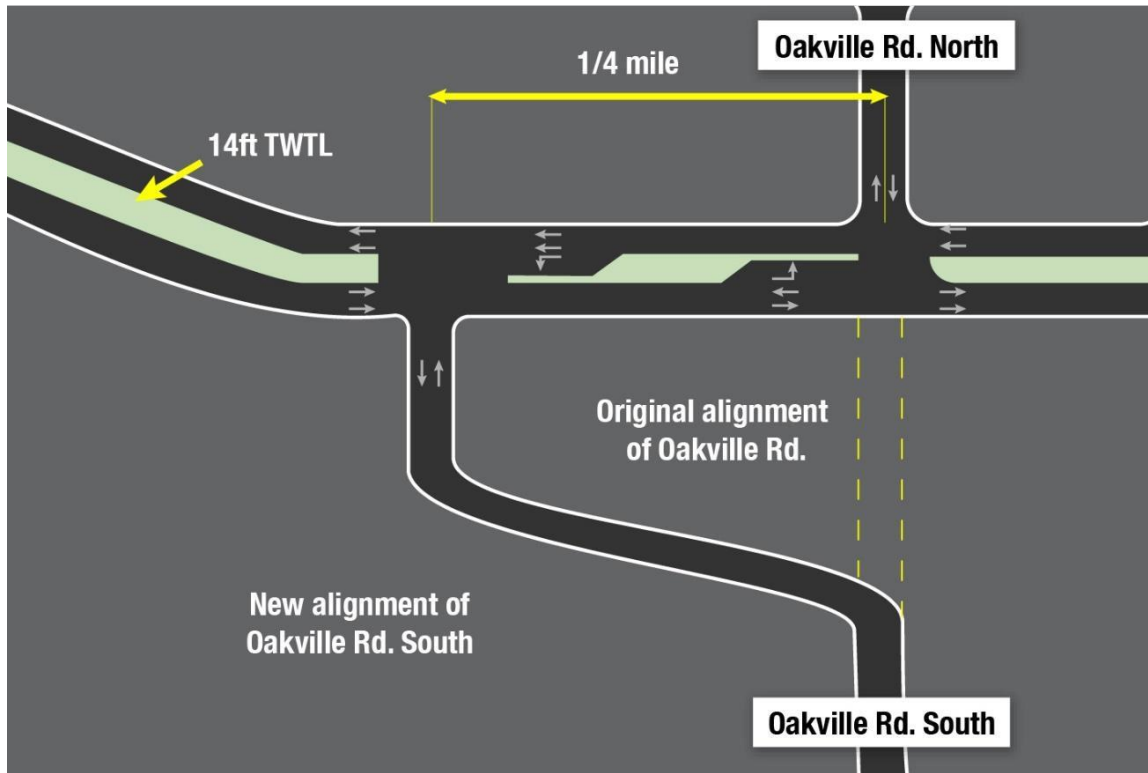 Oakville Rd. North
1/4 mile
14ft TWTL
Original alignment
of Oakville Rd.
New alignment of
Oakville Rd. South
Oakville Rd. South